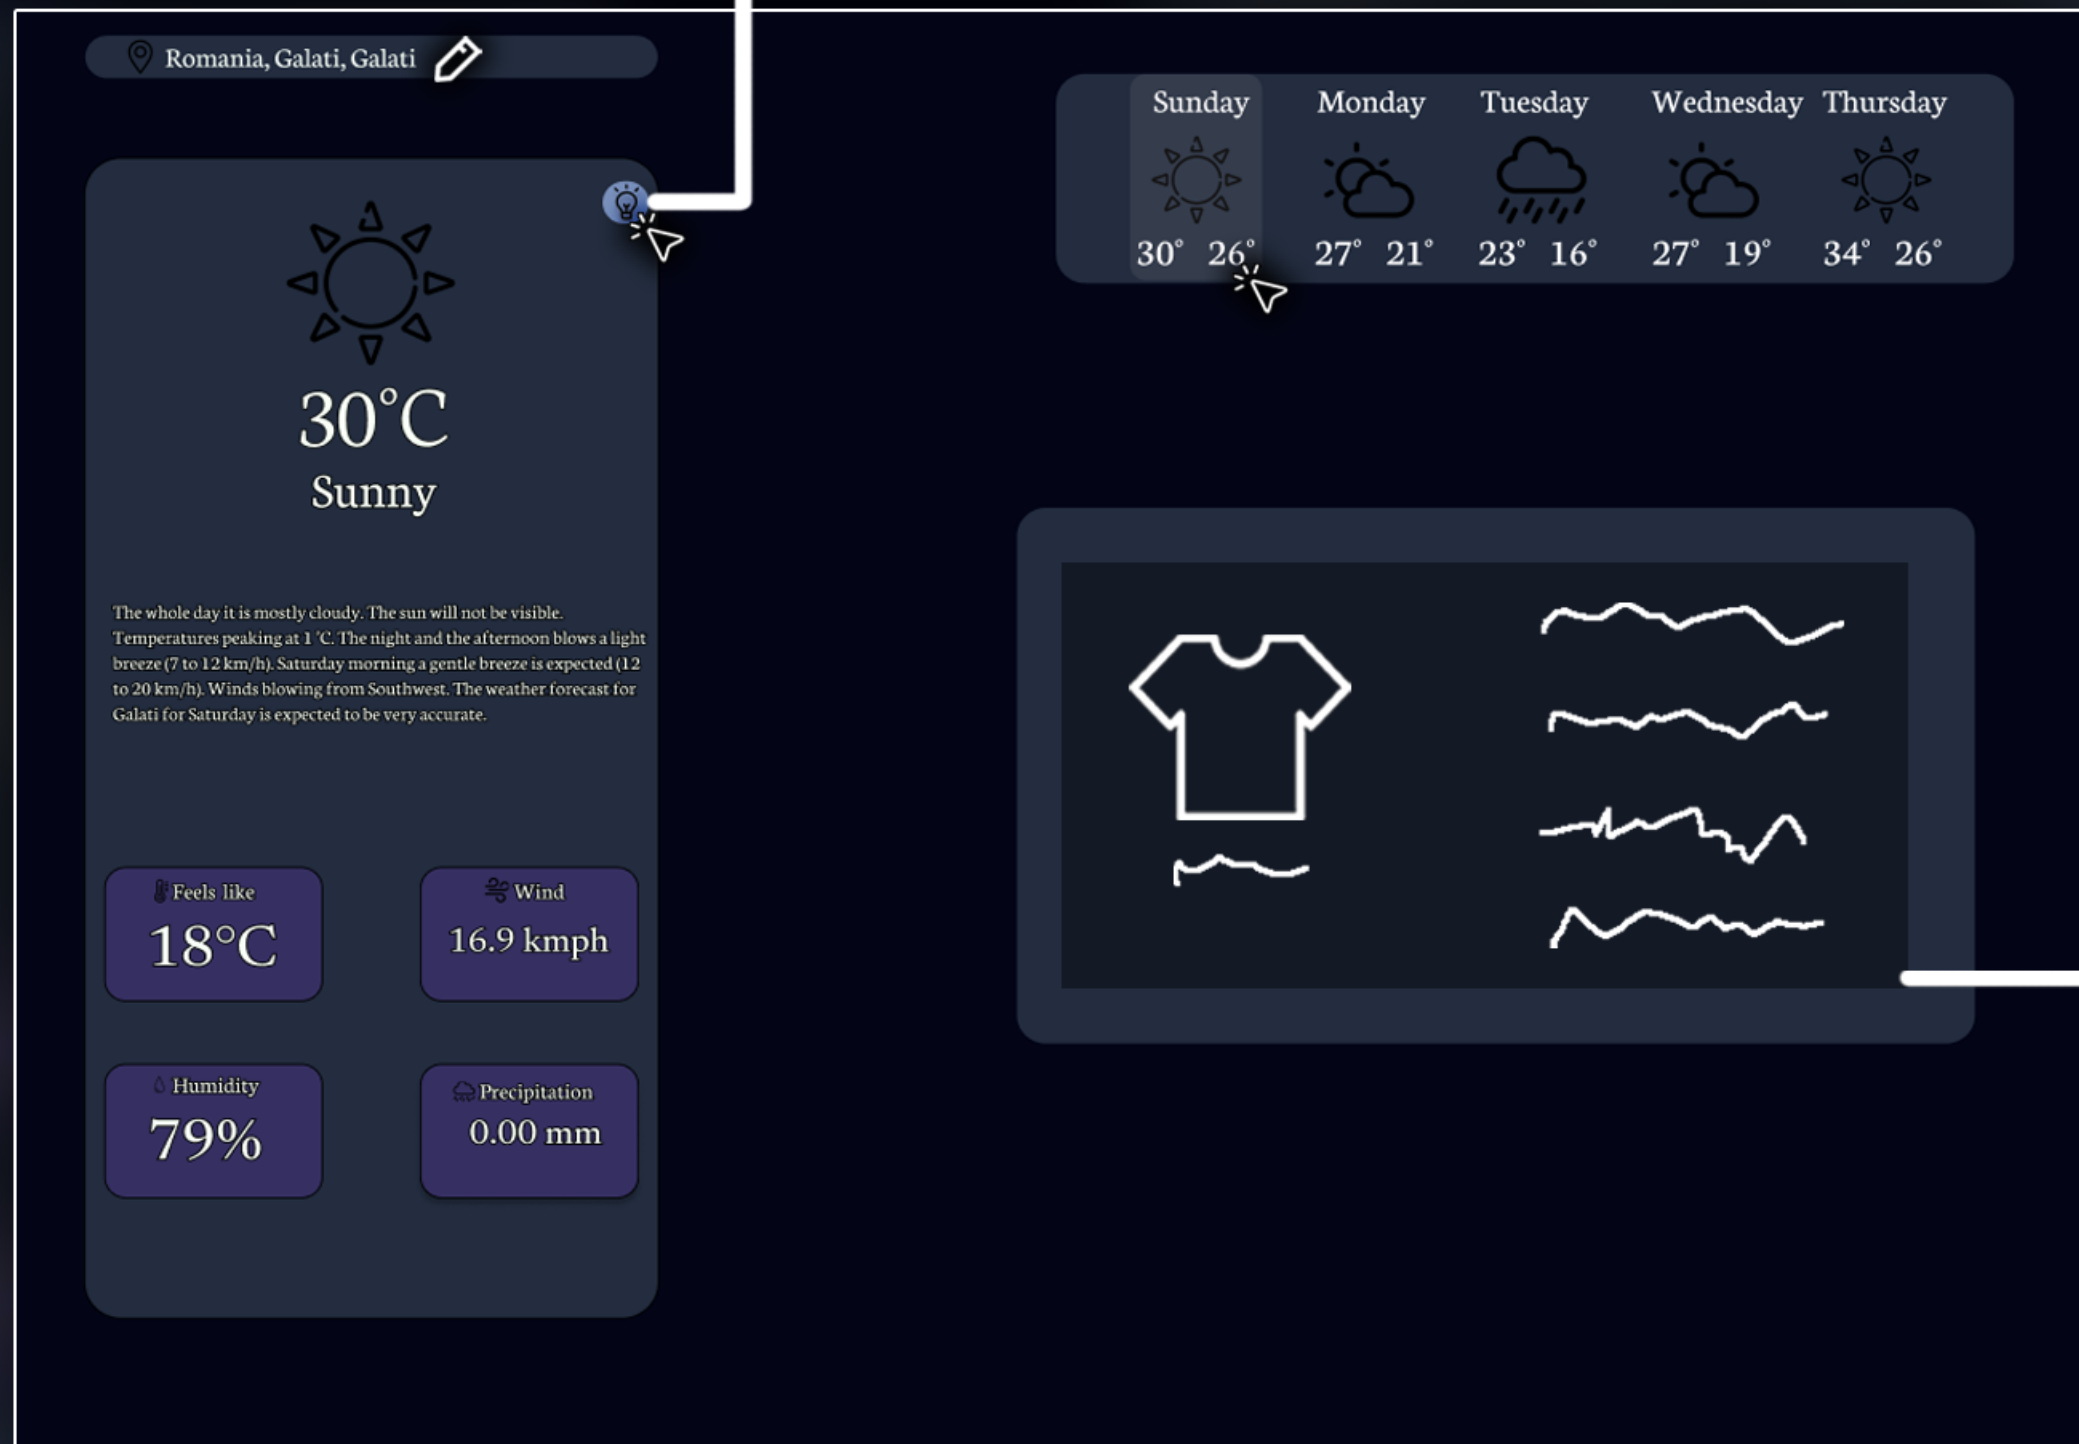 Romania, Galati, Galati
30°C
Sunny
The whole day it is mostly cloudy. The sun will not be visible.
Temperatures peaking at 1 °C. The night and the afternoon blows a light
breeze (7 to 12 km/h). Saturday morning a gentle breeze is expected (12
to 20 km/h). Winds blowing from Southwest. The weather forecast for
Galati for Saturday is expected to be very accurate.
Feels like
18°C
Wind
16.9 kmph
Humidity
79%
Precipitation
0.00 mm
Sunday Monday Tuesday Wednesday Thursday
30° 26° 27° 21° 23° 16° 27° 19° 34° 26°